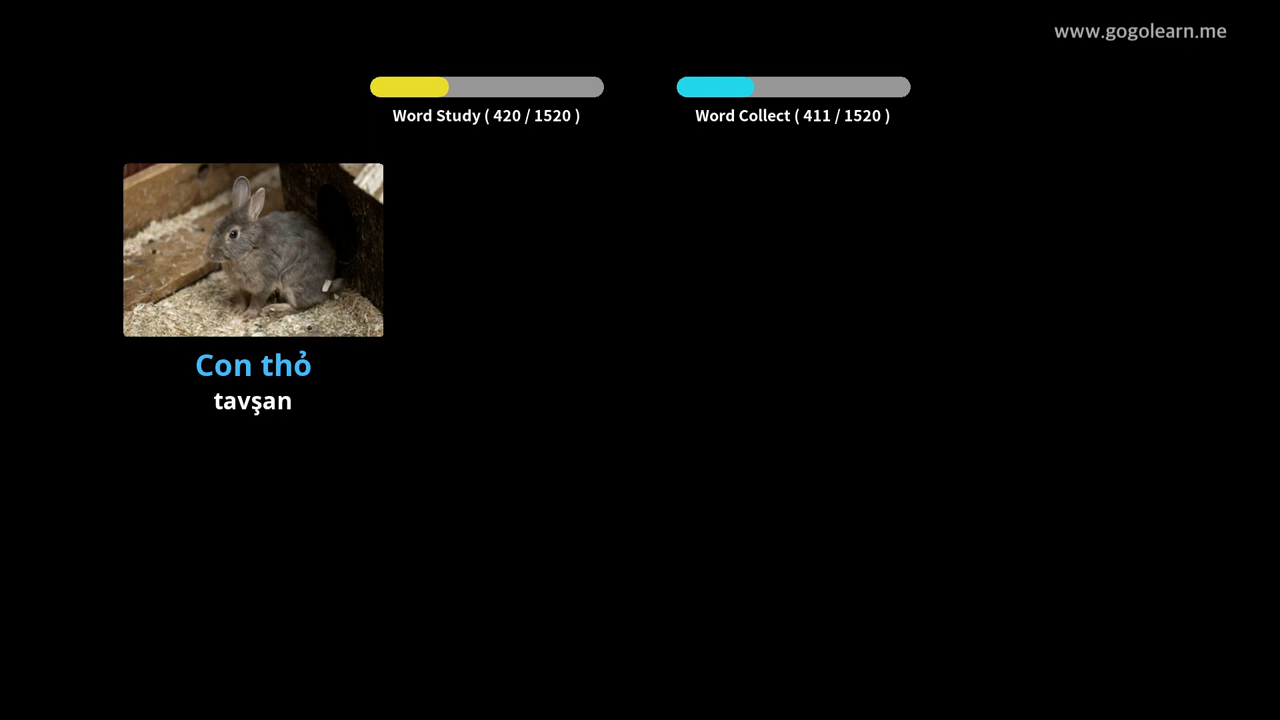 www.gogolearn.me
Word Study ( 420 / 1520 )
Word Collect ( 411 / 1520 )
Con thỏ
tavşan